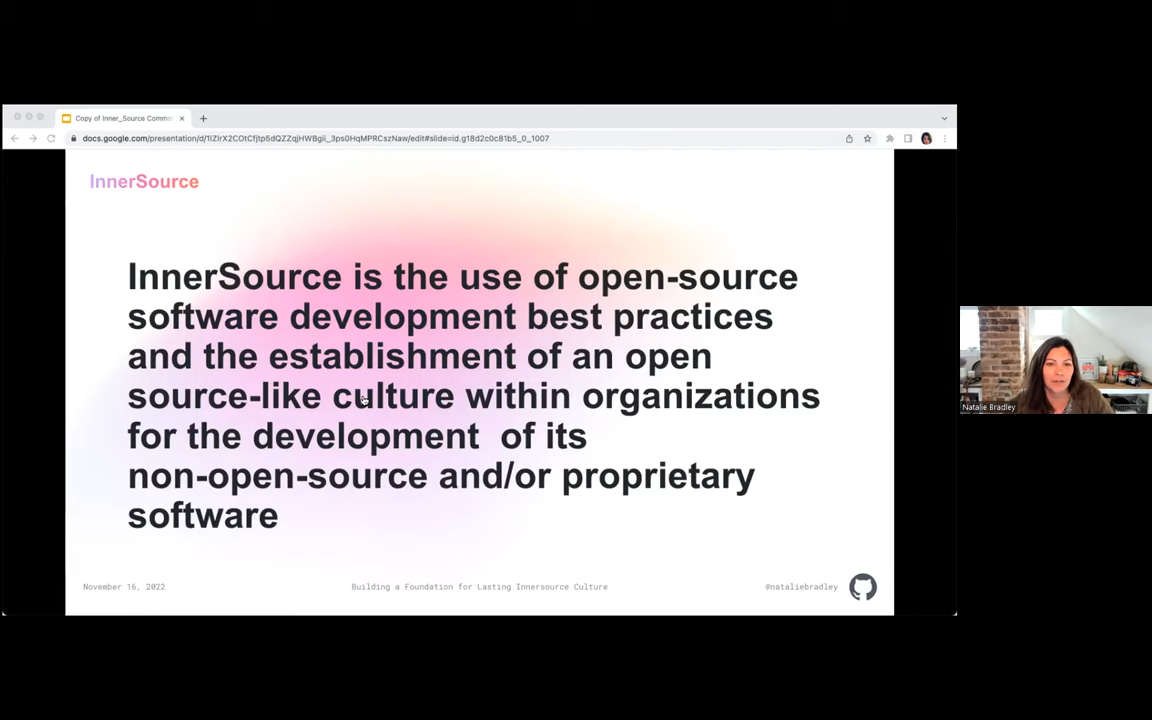 Copy of Inner_Source Comm
docs.google.com/presentation/d/1lZIrX2COtCfjtp5dQZZqjHWBgii_3ps0HqMPRCszNaw/edit#slide=id.g18d2c0c81b5_0_1007
InnerSource
InnerSource is the use of open-source
software development best practices
and the establishment of an open
source-like culture within organizations
for the development  of its
non-open-source and/or proprietary
software
November 16, 2022
Building a Foundation for Lasting Innersource Culture
@nataliebradley
Natalie Bradley